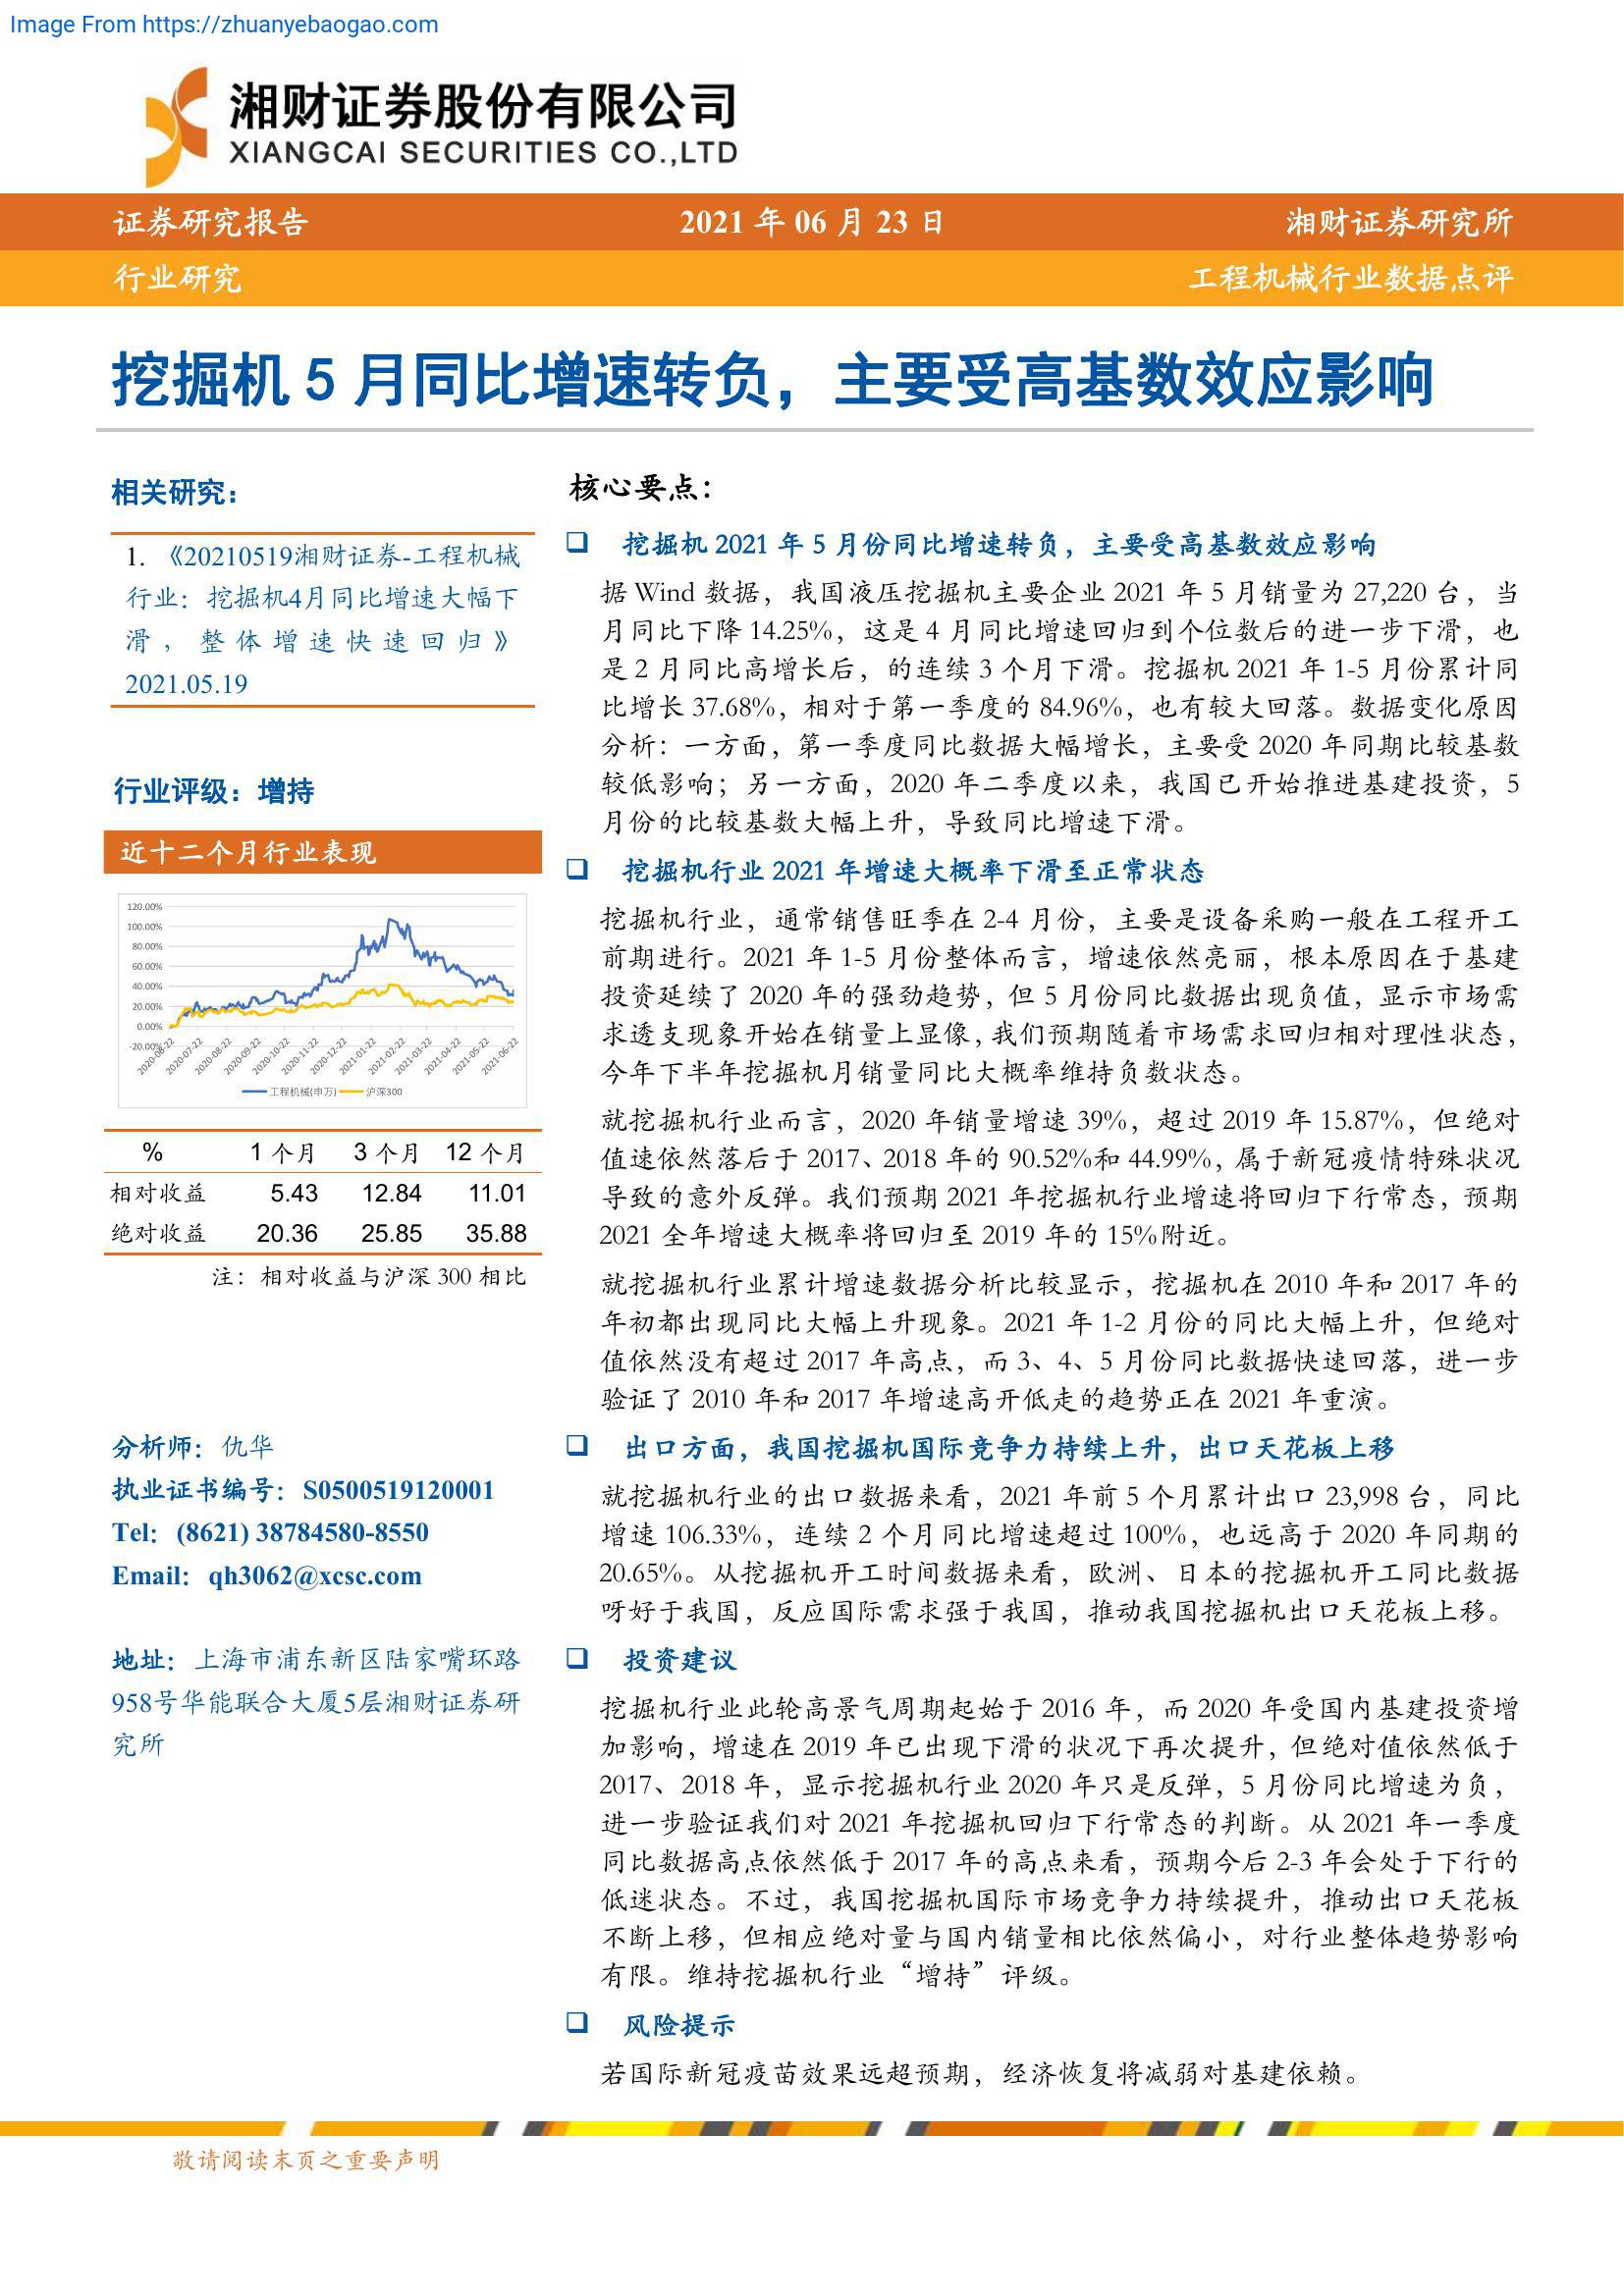 Image From https://zhuanyebaogao.com
湘财证券股份有限公司
XIANGCAI SECURITIES CO.,LTD
证券研究报告 2021 年 06 月 23 日 湘财证券研究所
行业研究 工程机械行业数据点评
挖掘机 5 月同比增速转负，主要受高基数效应影响
相关研究：
1. 《20210519湘财证券-工程机械
行业：挖掘机4月同比增速大幅下
滑，整体增速快速回归》
2021.05.19
行业评级：增持
近十二个月行业表现
120.00%
100.00%
80.00%
60.00%
40.00%
20.00%
0.00%
-20.00%
2020-06-22 2020-07-22 2020-08-22 2020-09-22 2020-10-22 2020-11-22 2020-12-22 2021-01-22 2021-02-22 2021-03-22 2021-04-22 2021-05-22 2021-06-22
工程机械(申万) 沪深300
% 1 个月 3 个月 12 个月
相对收益 5.43 12.84 11.01
绝对收益 20.36 25.85 35.88
注：相对收益与沪深 300 相比
分析师：仇华
执业证书编号：S0500519120001
Tel：(8621) 38784580-8550
Email：qh3062@xcsc.com
地址：上海市浦东新区陆家嘴环路
958号华能联合大厦5层湘财证券研
究所
核心要点：
❑ 挖掘机 2021 年 5 月份同比增速转负，主要受高基数效应影响
据 Wind 数据，我国液压挖掘机主要企业 2021 年 5 月销量为 27,220 台，当
月同比下降 14.25%，这是 4 月同比增速回归到个位数后的进一步下滑，也
是 2 月同比高增长后，的连续 3 个月下滑。挖掘机 2021 年 1-5 月份累计同
比增长 37.68%，相对于第一季度的 84.96%，也有较大回落。数据变化原因
分析：一方面，第一季度同比数据大幅增长，主要受 2020 年同期比较基数
较低影响；另一方面，2020 年二季度以来，我国已开始推进基建投资，5
月份的比较基数大幅上升，导致同比增速下滑。
❑ 挖掘机行业 2021 年增速大概率下滑至正常状态
挖掘机行业，通常销售旺季在 2-4 月份，主要是设备采购一般在工程开工
前期进行。2021 年 1-5 月份整体而言，增速依然亮丽，根本原因在于基建
投资延续了 2020 年的强劲趋势，但 5 月份同比数据出现负值，显示市场需
求透支现象开始在销量上显像，我们预期随着市场需求回归相对理性状态，
今年下半年挖掘机月销量同比大概率维持负数状态。
就挖掘机行业而言，2020 年销量增速 39%，超过 2019 年 15.87%，但绝对
值速依然落后于 2017、2018 年的 90.52%和 44.99%，属于新冠疫情特殊状况
导致的意外反弹。我们预期 2021 年挖掘机行业增速将回归下行常态，预期
2021 全年增速大概率将回归至 2019 年的 15%附近。
就挖掘机行业累计增速数据分析比较显示，挖掘机在 2010 年和 2017 年的
年初都出现同比大幅上升现象。2021 年 1-2 月份的同比大幅上升，但绝对
值依然没有超过 2017 年高点，而 3、4、5 月份同比数据快速回落，进一步
验证了 2010 年和 2017 年增速高开低走的趋势正在 2021 年重演。
❑ 出口方面，我国挖掘机国际竞争力持续上升，出口天花板上移
就挖掘机行业的出口数据来看，2021 年前 5 个月累计出口 23,998 台，同比
增速 106.33%，连续 2 个月同比增速超过 100%，也远高于 2020 年同期的
20.65%。从挖掘机开工时间数据来看，欧洲、日本的挖掘机开工同比数据
呀好于我国，反应国际需求强于我国，推动我国挖掘机出口天花板上移。
❑ 投资建议
挖掘机行业此轮高景气周期起始于 2016 年，而 2020 年受国内基建投资增
加影响，增速在 2019 年已出现下滑的状况下再次提升，但绝对值依然低于
2017、2018 年，显示挖掘机行业 2020 年只是反弹，5 月份同比增速为负，
进一步验证我们对 2021 年挖掘机回归下行常态的判断。从 2021 年一季度
同比数据高点依然低于 2017 年的高点来看，预期今后 2-3 年会处于下行的
低迷状态。不过，我国挖掘机国际市场竞争力持续提升，推动出口天花板
不断上移，但相应绝对量与国内销量相比依然偏小，对行业整体趋势影响
有限。维持挖掘机行业“增持”评级。
❑ 风险提示
若国际新冠疫苗效果远超预期，经济恢复将减弱对基建依赖。
敬请阅读末页之重要声明